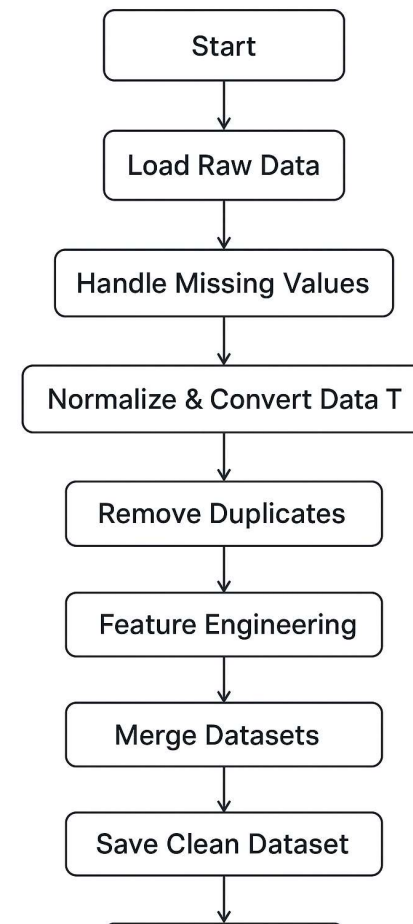 Start
Load Raw Data
Handle Missing Values
Normalize & Convert Data T
Remove Duplicates
Feature Engineering
Merge Datasets
Save Clean Dataset